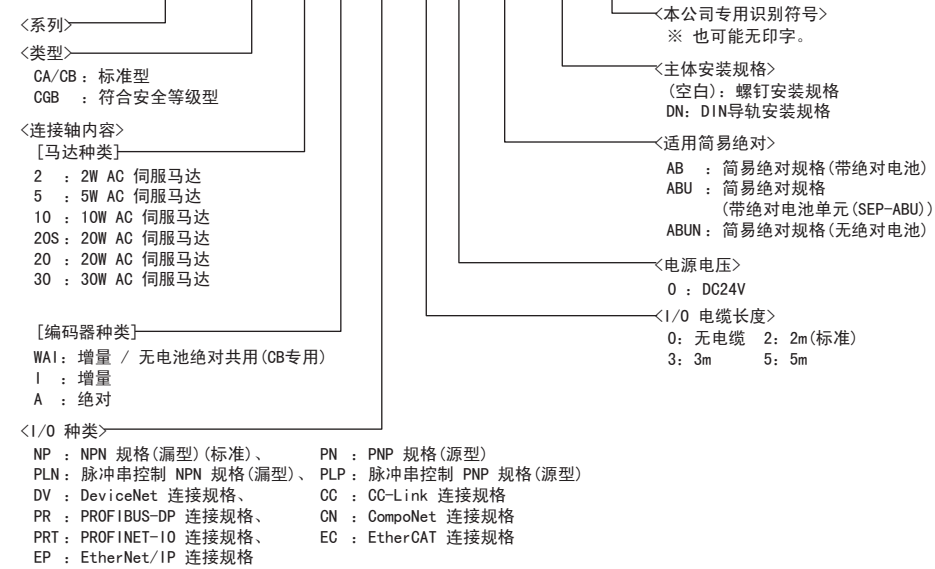 <系列>
<类型>
CA/CB : 标准型
CGB : 符合安全等级型
<连接轴内容>
[马达种类]
2 : 2W AC 伺服马达
5 : 5W AC 伺服马达
10 : 10W AC 伺服马达
20S : 20W AC 伺服马达
20 : 20W AC 伺服马达
30 : 30W AC 伺服马达
[编码器种类]
WAI: 增量 / 无电池绝对共用(CB专用)
I : 增量
A : 绝对
<I/O 种类>
NP : NPN 规格(漏型)(标准)、 PN : PNP 规格(源型)
PLN : 脉冲串控制 NPN 规格(漏型)、 PLP : 脉冲串控制 PNP 规格(源型)
DV : DeviceNet 连接规格、 CC : CC-Link 连接规格
PR : PROFIBUS-DP 连接规格、 CN : CompoNet 连接规格
PRT : PROFINET-IO 连接规格、 EC : EtherCAT 连接规格
EP : EtherNet/IP 连接规格
<本公司专用识别符号>
※ 也可能无印字。
<主体安装规格>
(空白): 螺钉安装规格
DN: DIN导轨安装规格
<适用简易绝对>
AB : 简易绝对规格(带绝对电池)
ABU : 简易绝对规格
(带绝对电池单元(SEP-ABU))
ABUN : 简易绝对规格(无绝对电池)
<电源电压>
0 : DC24V
<I/O 电缆长度>
0: 无电缆 2: 2m(标准)
3: 3m 5: 5m